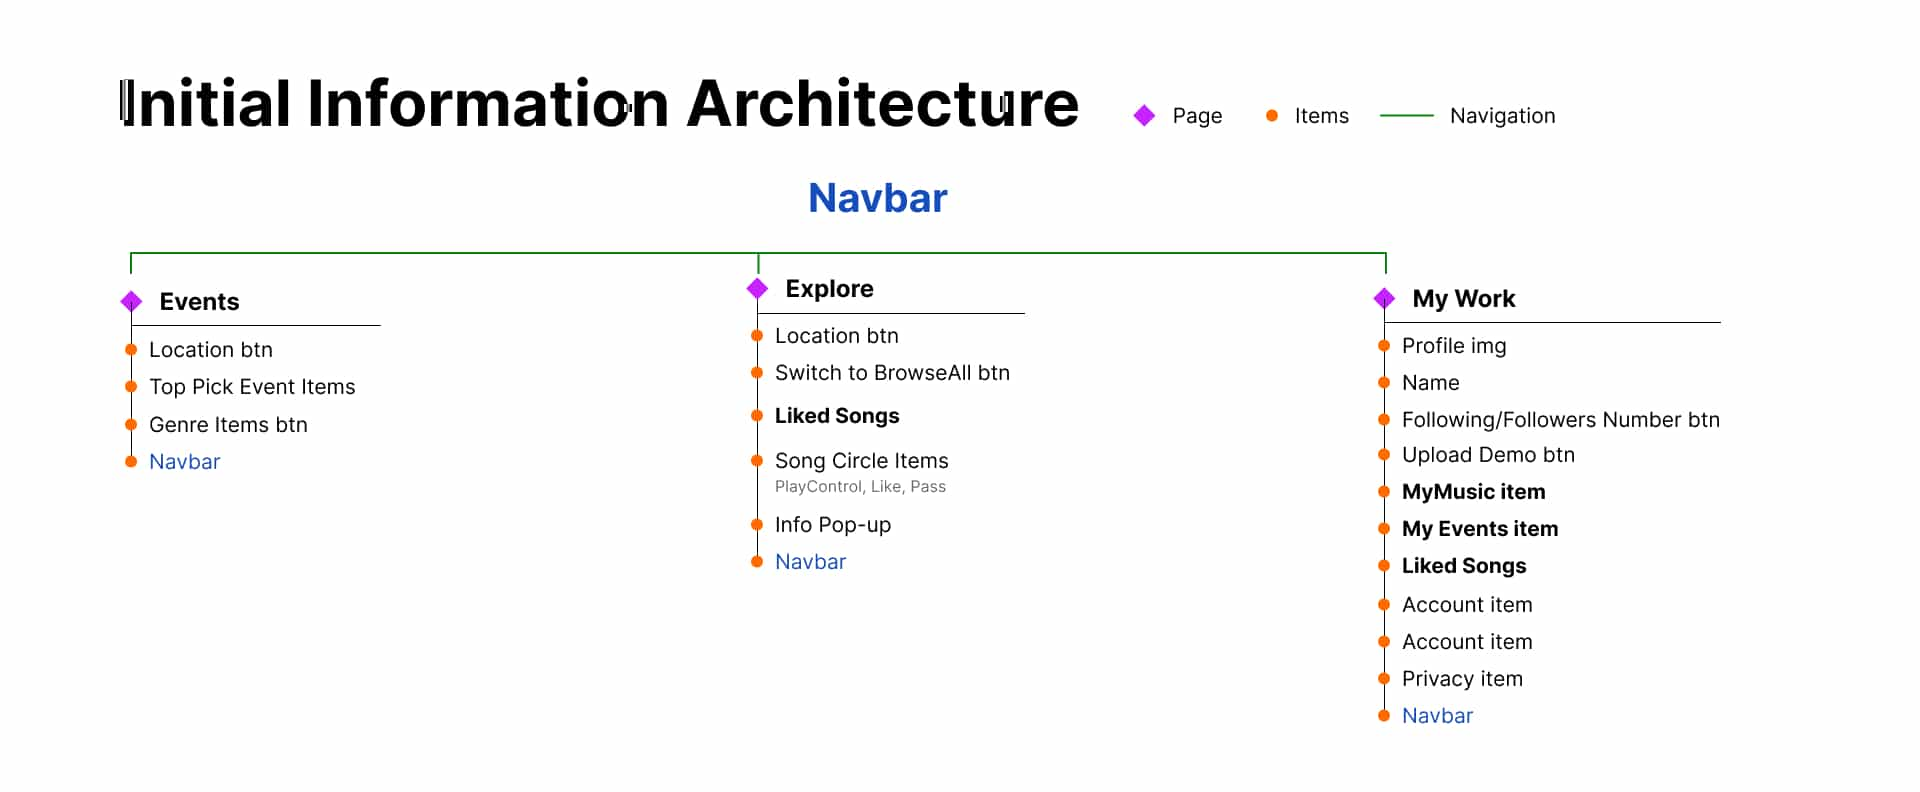 Initial Information Architecture
Page
Items
Navigation
Navbar
Events
Location btn
Top Pick Event Items
Genre Items btn
Navbar
Explore
Location btn
Switch to BrowseAll btn
Liked Songs
Song Circle Items
PlayControl, Like, Pass
Info Pop-up
Navbar
My Work
Profile img
Name
Following/Followers Number btn
Upload Demo btn
MyMusic item
My Events item
Liked Songs
Account item
Account item
Privacy item
Navbar